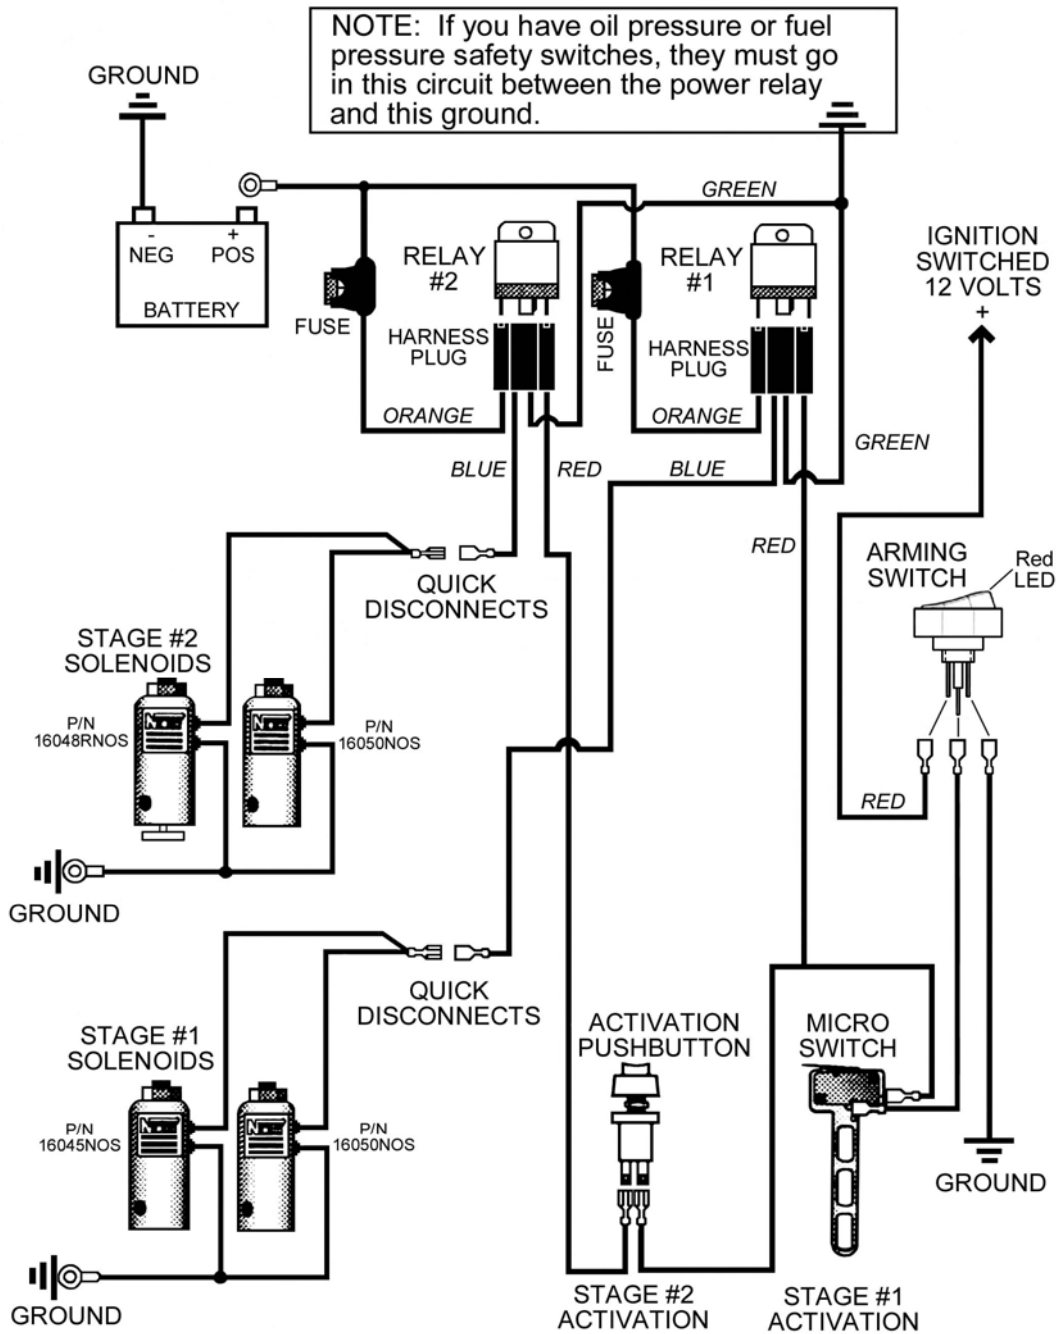 NOTE: If you have oil pressure or fuel
pressure safety switches, they must go
in this circuit between the power relay
and this ground.
GROUND
-
NEG
+
POS
BATTERY
FUSE
RELAY
#2
HARNESS
PLUG
ORANGE
BLUE
RED
GREEN
FUSE
RELAY
#1
HARNESS
PLUG
ORANGE
BLUE
RED
GREEN
IGNITION
SWITCHED
12 VOLTS
+
ARMING
SWITCH
Red
LED
RED
QUICK
DISCONNECTS
STAGE #2
SOLENOIDS
P/N
16048RNOS
P/N
16050NOS
GROUND
QUICK
DISCONNECTS
STAGE #1
SOLENOIDS
P/N
16045NOS
P/N
16050NOS
GROUND
ACTIVATION
PUSHBUTTON
STAGE #2
ACTIVATION
MICRO
SWITCH
STAGE #1
ACTIVATION
GROUND